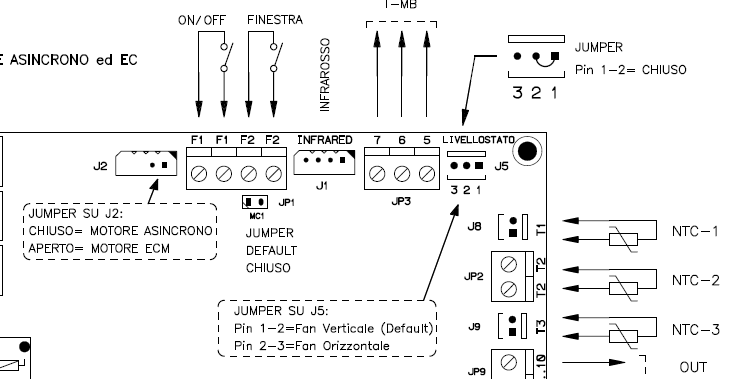 T-MB
ON/OFF FINESTRA
INFRAROSSO
JUMPER
Pin 1-2= CHIUSO
3 2 1
E ASINCRONO ed EC
F1 F1 F2 F2 INFRARED 7 6 5 LIVELLOSTATO
J2
J5
J1
JP3
3 2 1
JP1
MC1
JUMPER SU J2:
CHIUSO= MOTORE ASINCRONO
APERTO= MOTORE ECM
JUMPER
DEFAULT
CHIUSO
J8 T1 NTC-1
JP2 T2 T2 NTC-2
JUMPER SU J5:
Pin 1-2=Fan Verticale (Default)
Pin 2-3=Fan Orizzontale
J9 T3 NTC-3
JP9 ..10 OUT